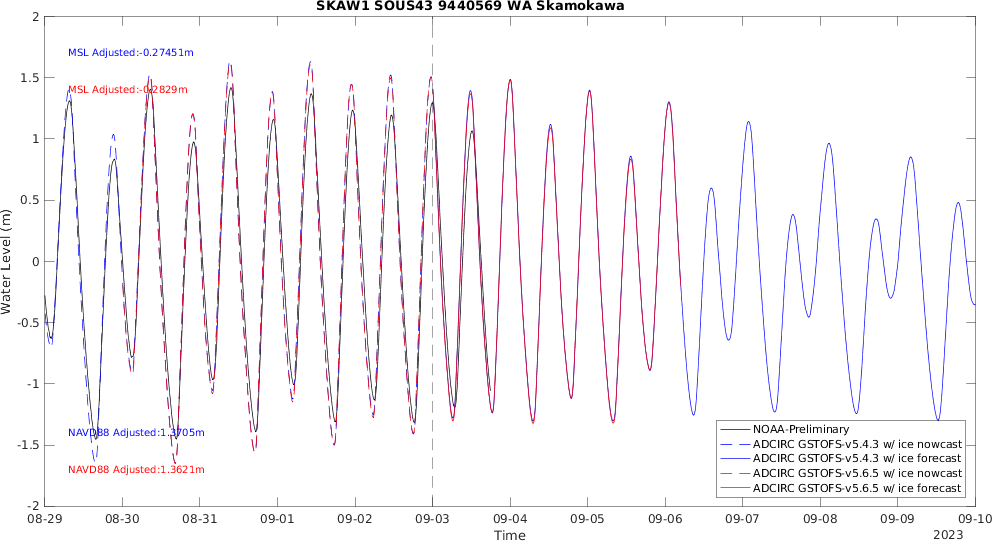 SKAW1 SOUS43 9440569 WA Skamokawa
2
1.5
1
0.5
0
-0.5
-1
-1.5
-2
Water Level (m)
MSL Adjusted:-0.27451m
MSL Adjusted:-0.2829m
NAVD88 Adjusted:1.3705m
NAVD88 Adjusted:1.3621m
NOAA-Preliminary
ADCIRC GSTOFS-v5.4.3 w/ ice nowcast
ADCIRC GSTOFS-v5.4.3 w/ ice forecast
ADCIRC GSTOFS-v5.6.5 w/ ice nowcast
ADCIRC GSTOFS-v5.6.5 w/ ice forecast
08-29 08-30 08-31 09-01 09-02 09-03 09-04 09-05 09-06 09-07 09-08 09-09 09-10
Time
2023